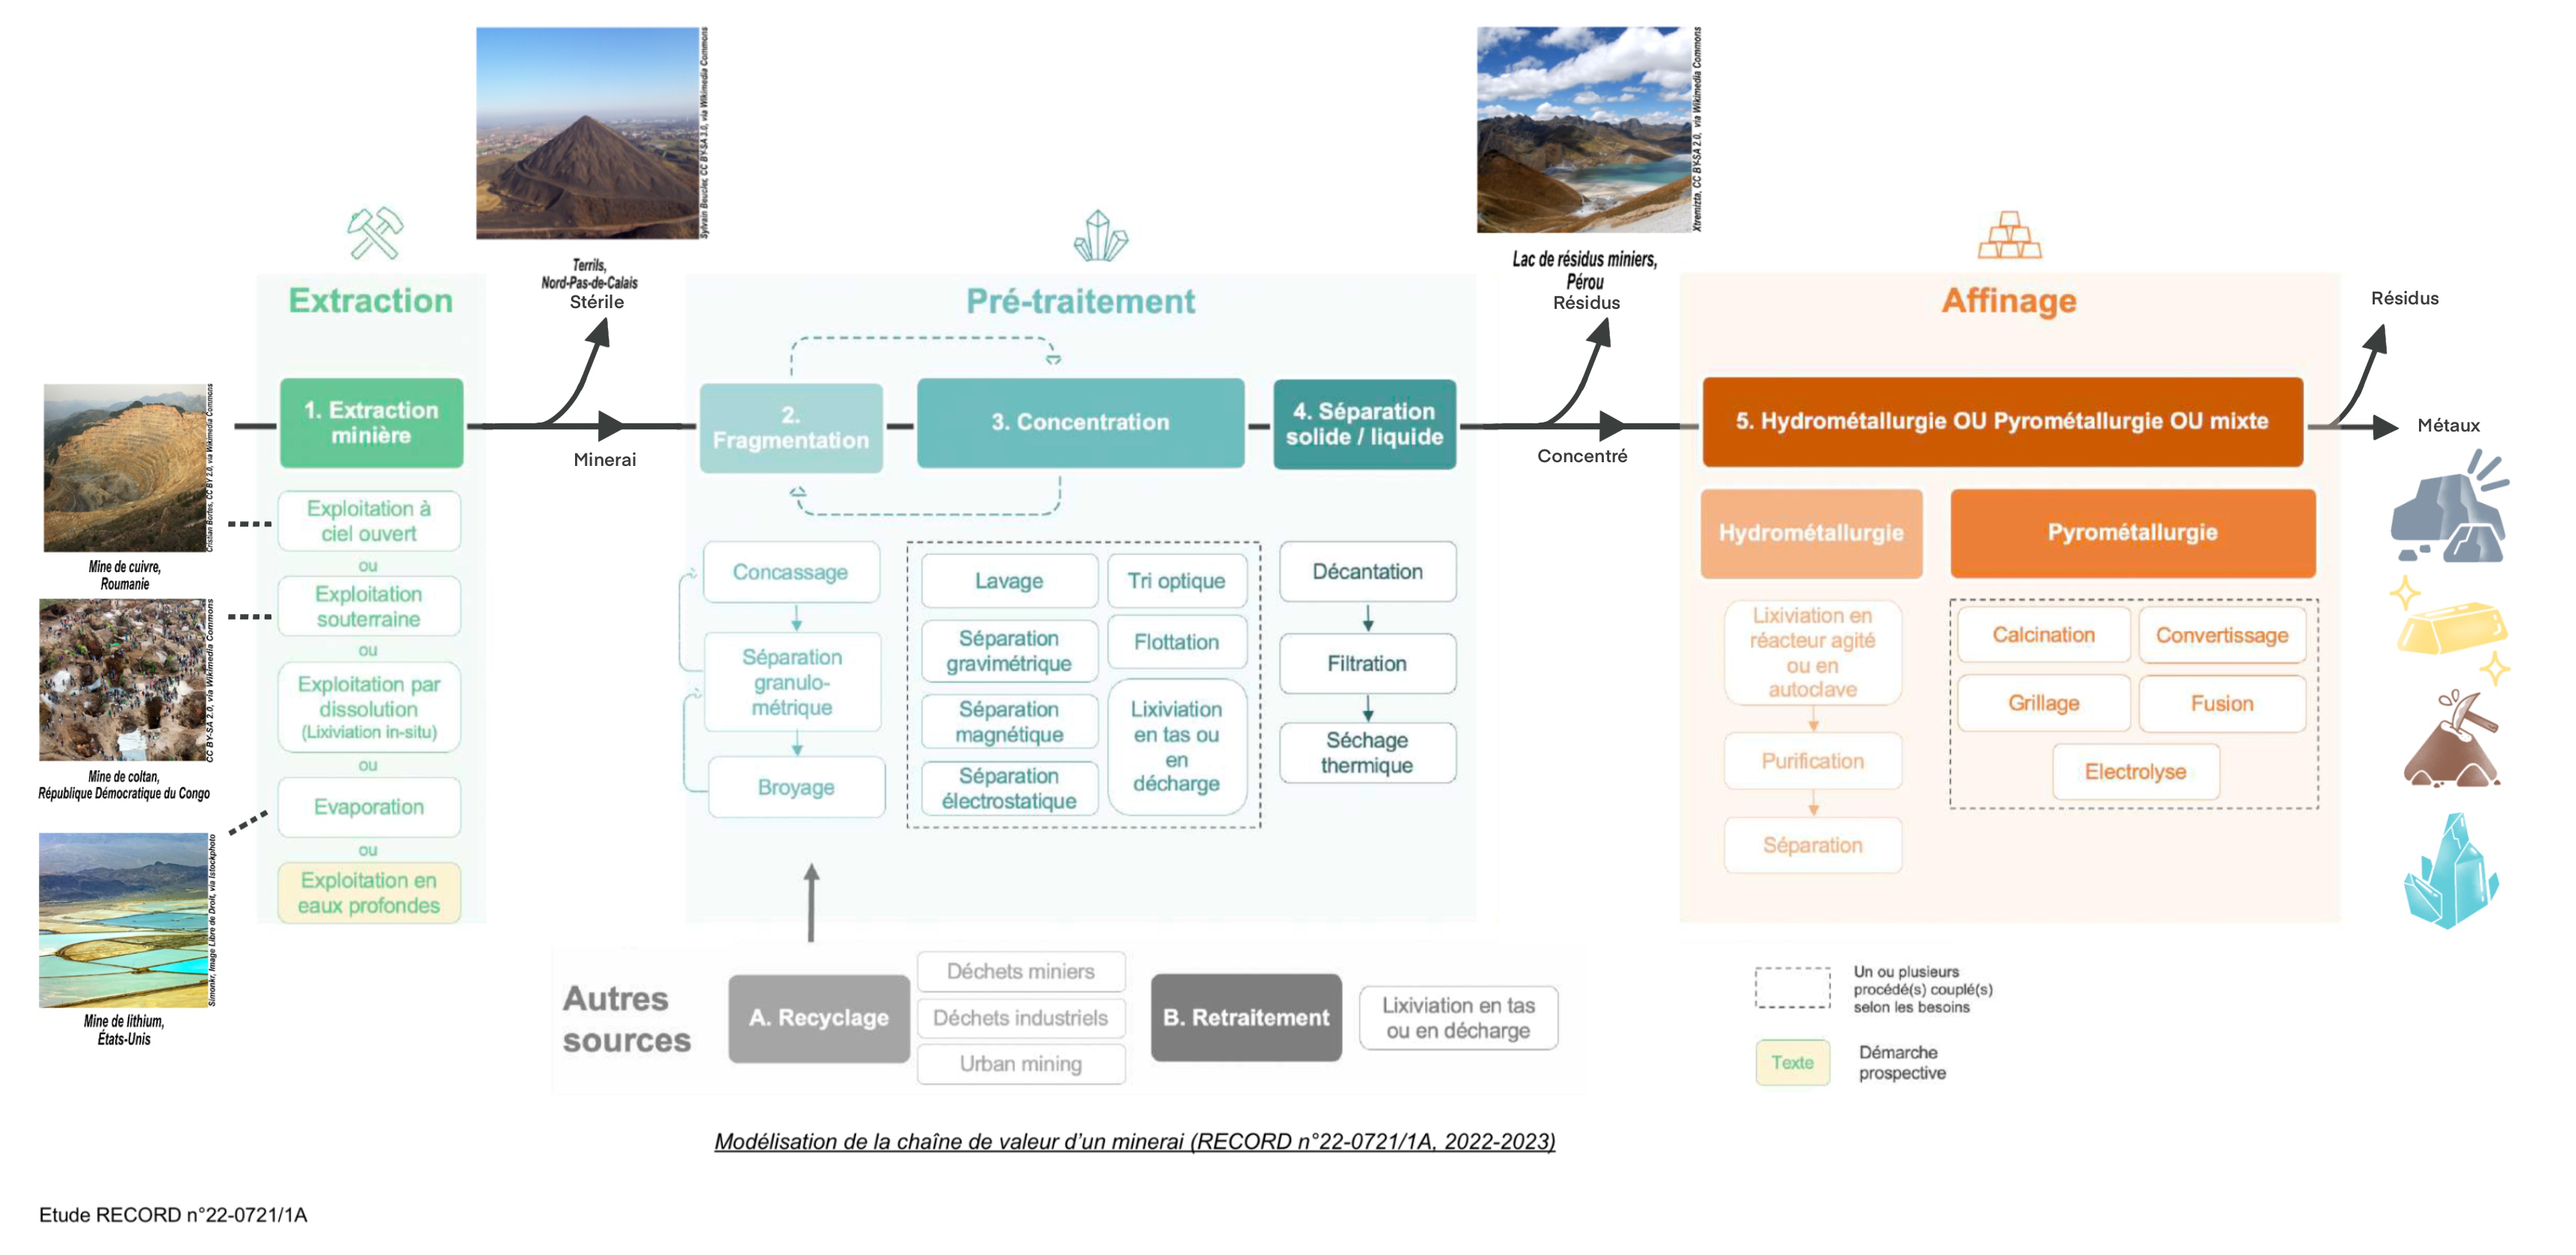 Sylvain Beucler, CC BY-SA 3.0, via Wikimedia Commons
Terrils,
Nord-Pas-de-Calais
Stérile
Xtremizta, CC BY-SA 2.0, via Wikimedia Commons
Lac de résidus miniers,
Pérou
Résidus
Résidus
Extraction
Pré-traitement
Affinage
1. Extraction
minière
Minerai
2.
Fragmentation
3. Concentration
4. Séparation
solide / liquide
Concentré
5. Hydrométallurgie OU Pyrométallurgie OU mixte
Métaux
CC BY 2.0, via Wikimedia Commons
Mine de cuivre,
Roumanie
CC BY-SA 2.0, via Wikimedia Commons
Mine de coltan,
République Démocratique du Congo
Simonkr, Image Libre de Droit, via Istockphoto
Mine de lithium,
États-Unis
Exploitation à
ciel ouvert
ou
Exploitation
souterraine
ou
Exploitation par
dissolution
(Lixiviation in-situ)
ou
Evaporation
ou
Exploitation en
eaux profondes
Concassage
Séparation
granulo-
métrique
Broyage
Lavage
Séparation
gravimétrique
Séparation
magnétique
Séparation
électrostatique
Tri optique
Flottation
Lixiviation
en tas ou
en
décharge
Décantation
Filtration
Séchage
thermique
Hydrométallurgie
Lixiviation en
réacteur agité
ou en
autoclave
Purification
Séparation
Pyrométallurgie
Calcination
Convertissage
Grillage
Fusion
Electrolyse
Autres
sources
A. Recyclage
Déchets miniers
Déchets industriels
Urban mining
B. Retraitement
Lixiviation en tas
ou en décharge
Un ou plusieurs
procédé(s) couplé(s)
selon les besoins
Texte
Démarche
prospective
Modélisation de la chaîne de valeur d'un minerai (RECORD n°22-0721/1A, 2022-2023)
Etude RECORD n°22-0721/1A